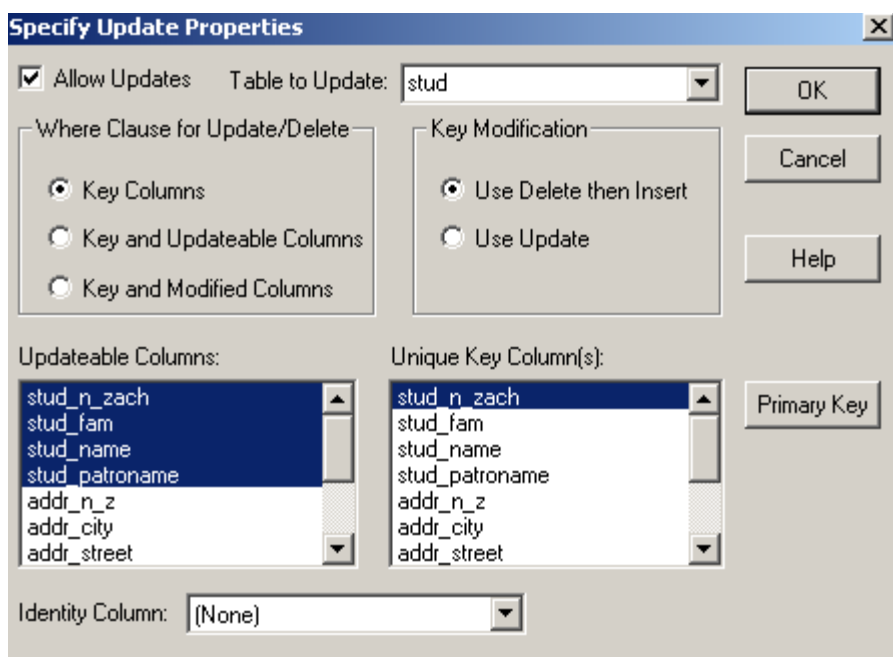 Specify Update Properties
Allow Updates
Table to Update: stud
OK
Where Clause for Update/Delete
Key Columns
Key and Updateable Columns
Key and Modified Columns
Key Modification
Use Delete then Insert
Use Update
Cancel
Help
Updateable Columns:
stud_n_zach
stud_fam
stud_name
stud_patroname
addr_n_z
addr_city
addr_street
Unique Key Column(s):
stud_n_zach
stud_fam
stud_name
stud_patroname
addr_n_z
addr_city
addr_street
Primary Key
Identity Column: (None)